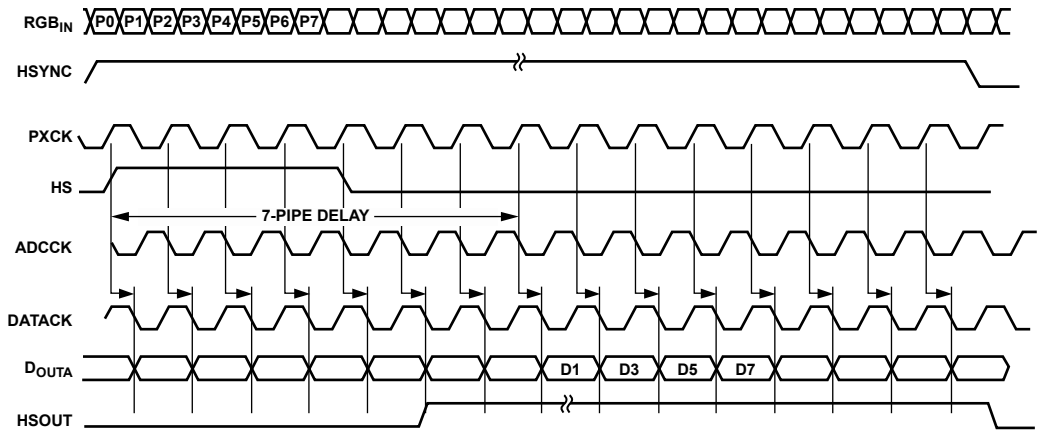 RGBIN P0 P1 P2 P3 P4 P5 P6 P7
HSYNC
PXCK
HS
7-PIPE DELAY
ADCCK
DATACK
DOUTA D1 D3 D5 D7
HSOUT